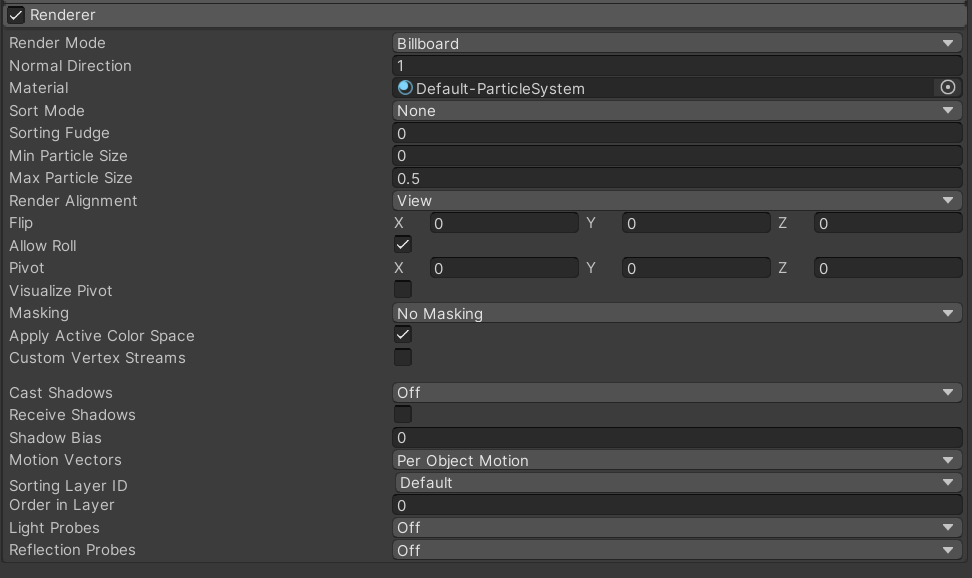 Renderer
Render Mode Billboard
Normal Direction 1
Material Default-ParticleSystem
Sort Mode None
Sorting Fudge 0
Min Particle Size 0
Max Particle Size 0.5
Render Alignment View
Flip X 0 Y 0 Z 0
Allow Roll
Pivot X 0 Y 0 Z 0
Visualize Pivot
Masking No Masking
Apply Active Color Space
Custom Vertex Streams
Cast Shadows Off
Receive Shadows
Shadow Bias 0
Motion Vectors Per Object Motion
Sorting Layer ID Default
Order in Layer 0
Light Probes Off
Reflection Probes Off